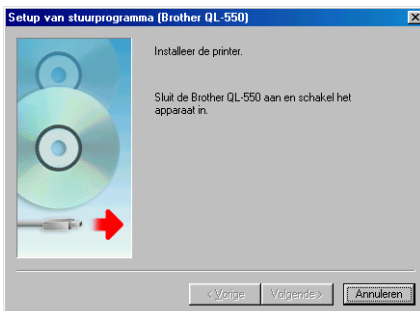 Setup van stuurprogramma (Brother QL-550)
Installeer de printer.
Sluit de Brother QL-550 aan en schakel het
apparaat in.
< Vorige
Volgende >
Annuleren